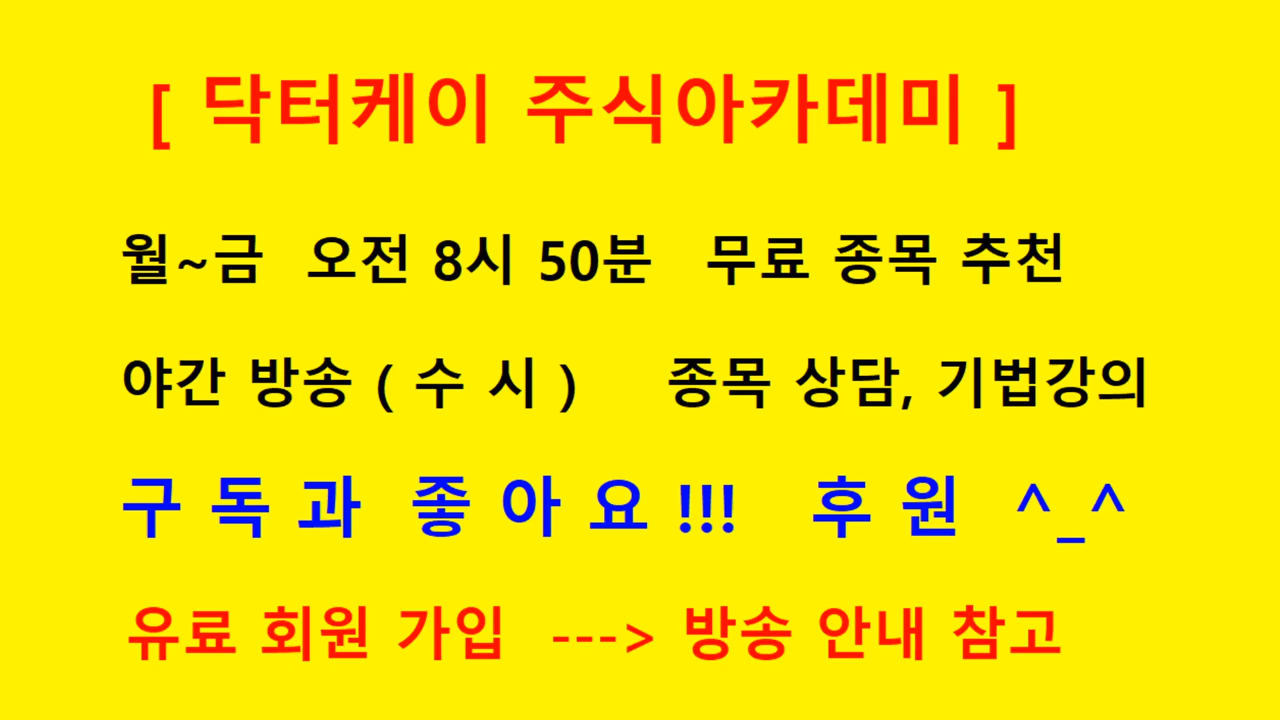 [ 닥터케이 주식아카데미 ]
월~금 오전 8시 50분 무료 종목 추천
야간 방송 ( 수 시 ) 종목 상담, 기법강의
구 독 과 좋 아 요 !!! 후 원 ^_^
유료 회원 가입 ---> 방송 안내 참고